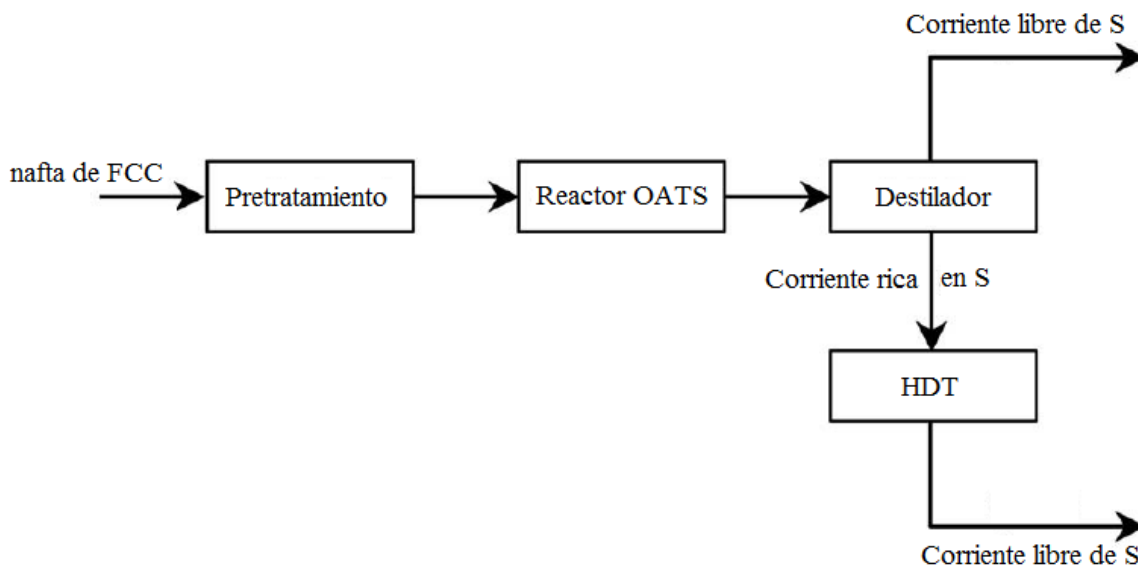 Corriente libre de S
nafta de FCC
Pretratamiento
Reactor OATS
Destilador
Corriente rica en S
HDT
Corriente libre de S